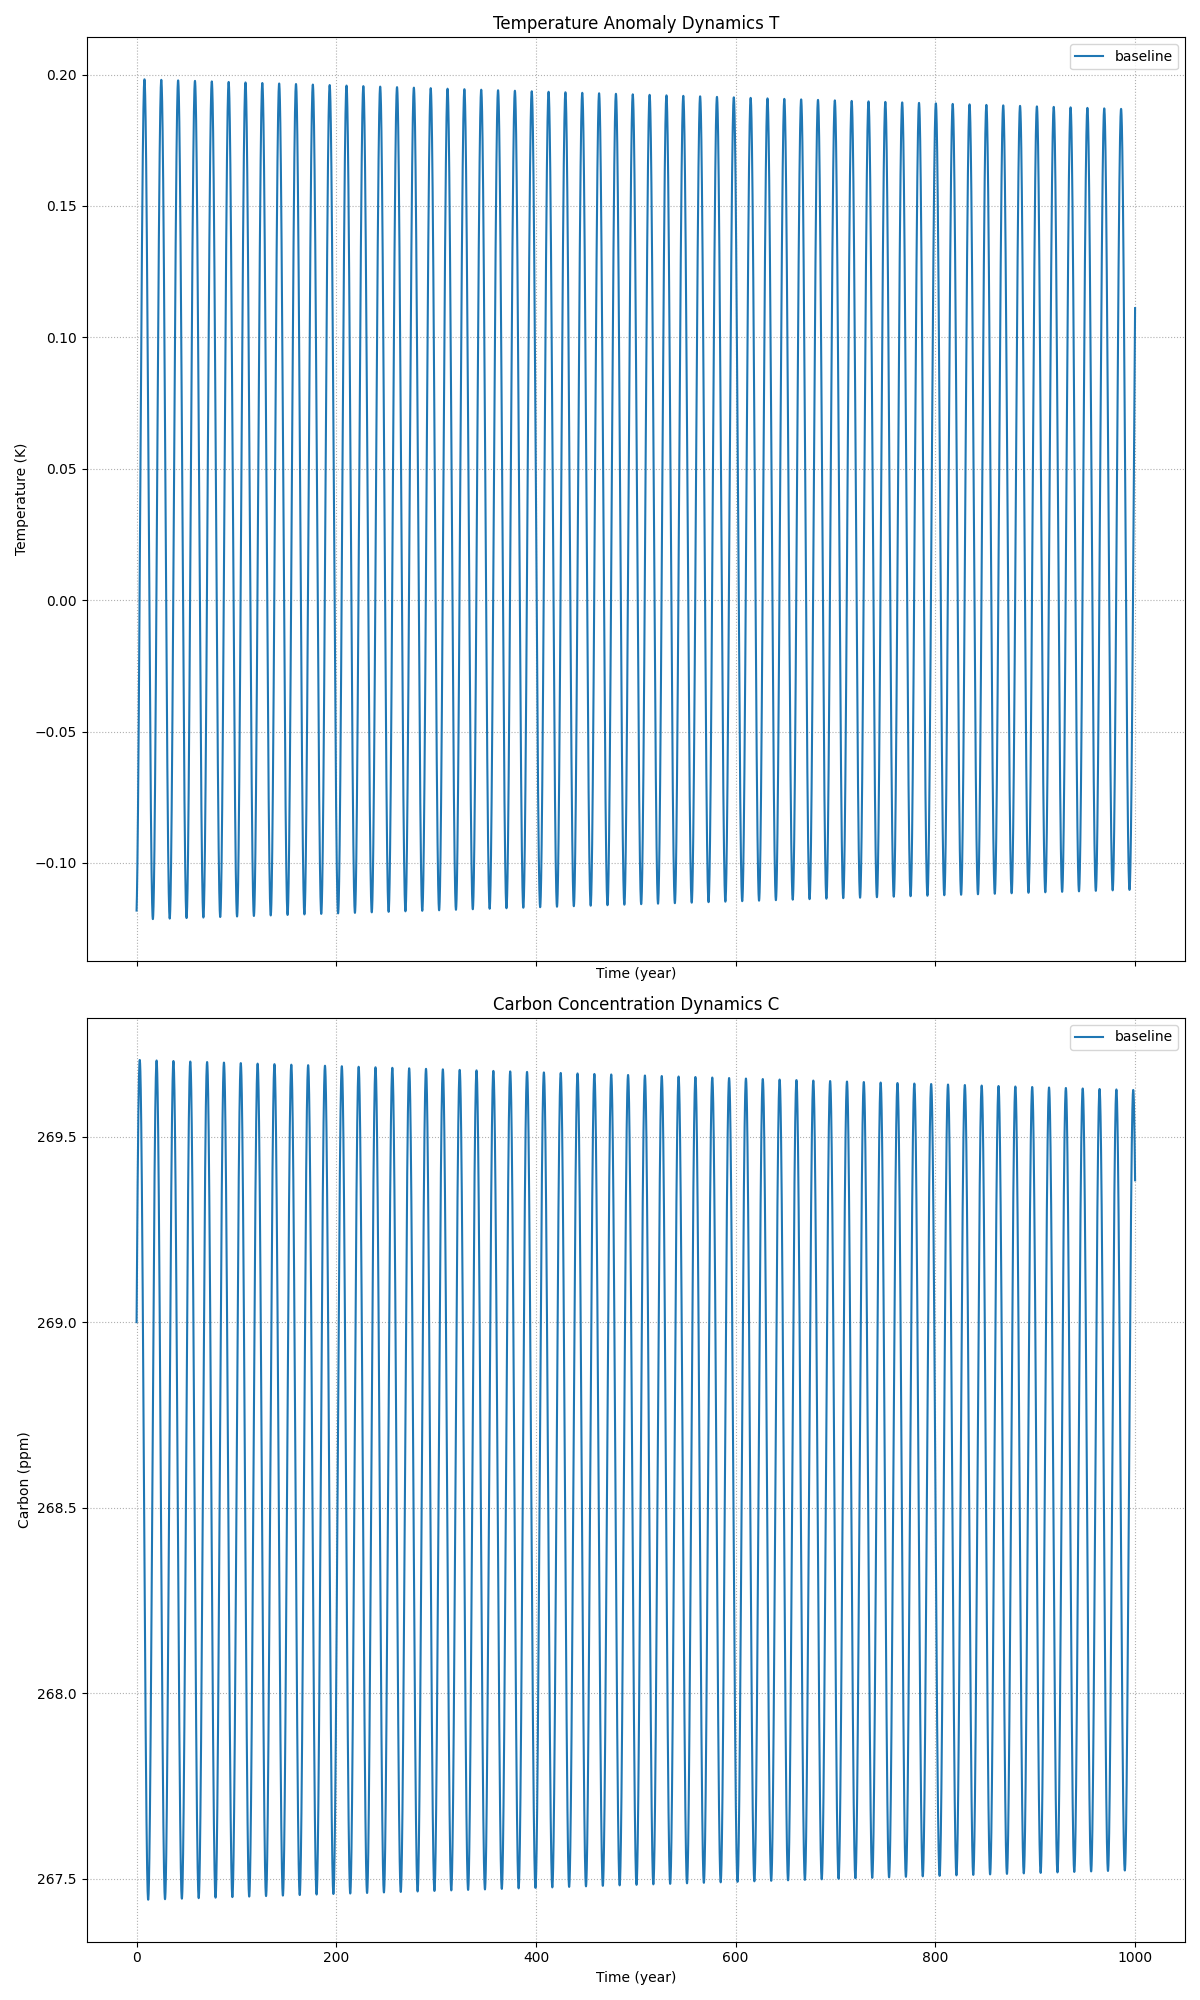 Temperature Anomaly Dynamics T
baseline
0.20
0.15
0.10
0.05
0.00
−0.05
−0.10
Temperature (K)
Time (year)
Carbon Concentration Dynamics C
baseline
269.5
269.0
268.5
268.0
267.5
Carbon (ppm)
0 200 400 600 800 1000
Time (year)